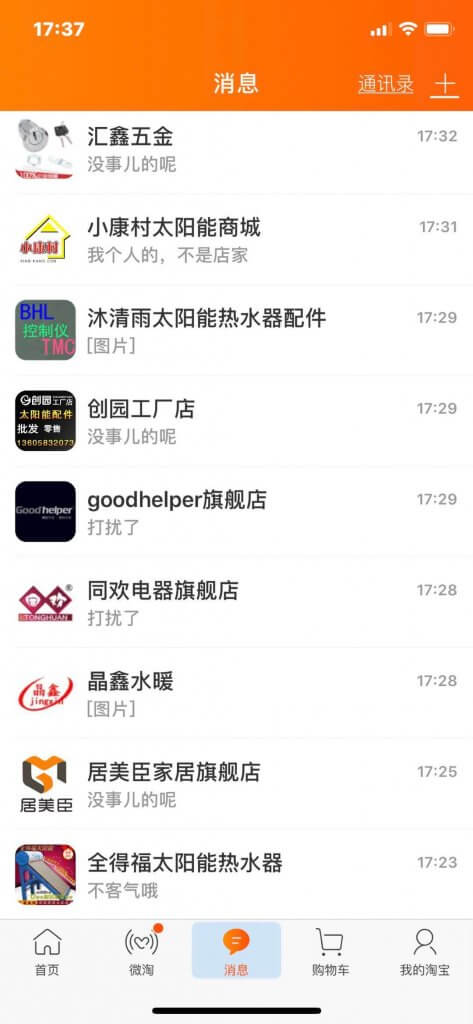 17:37
消息
通讯录
汇鑫五金
17:32
没事儿的呢
小康村
小康村太阳能商城
17:31
我个人的，不是店家
BHL
控制仪
TMC
沐清雨太阳能热水器配件
17:29
[图片]
创园工厂店
太阳能配件
批发 零售
13605832073
创园工厂店
17:29
没事儿的呢
Goodhelper
goodhelper旗舰店
17:29
打扰了
TONGHUAN
同欢电器旗舰店
17:28
打扰了
晶鑫
jingxin
晶鑫水暖
17:28
[图片]
居美臣
居美臣家居旗舰店
17:25
没事儿的呢
全得福太阳能
全得福太阳能热水器
17:23
不客气哦
首页
微淘
消息
购物车
我的淘宝